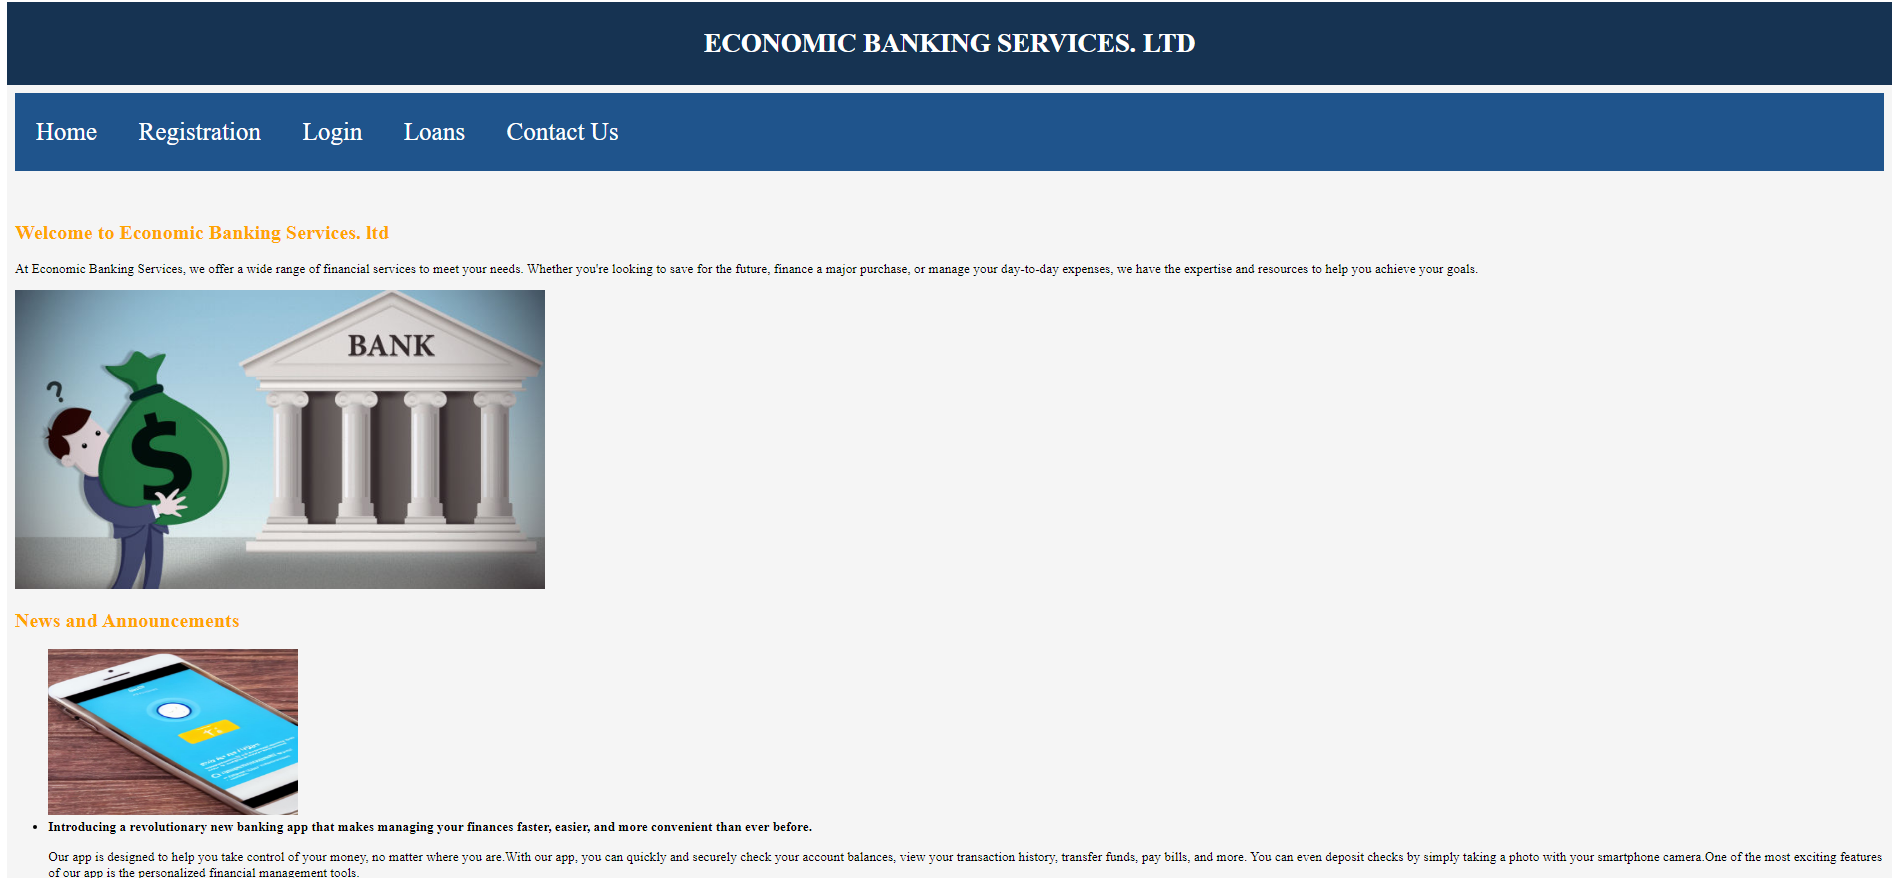 ECONOMIC BANKING SERVICES. LTD
Home Registration Login Loans Contact Us
Welcome to Economic Banking Services. ltd
At Economic Banking Services, we offer a wide range of financial services to meet your needs. Whether you're looking to save for the future, finance a major purchase, or manage your day-to-day expenses, we have the expertise and resources to help you achieve your goals.
BANK
?
$
News and Announcements
Introducing a revolutionary new banking app that makes managing your finances faster, easier, and more convenient than ever before.
Our app is designed to help you take control of your money, no matter where you are.With our app, you can quickly and securely check your account balances, view your transaction history, transfer funds, pay bills, and more. You can even deposit checks by simply taking a photo with your smartphone camera.One of the most exciting features
of our app is the personalized financial management tools.